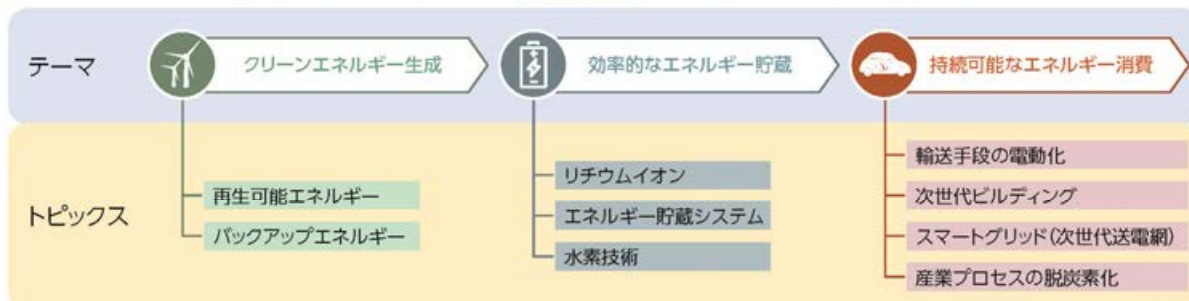 テーマ
クリーンエネルギー生成
効率的なエネルギー貯蔵
持続可能なエネルギー消費
トピックス
再生可能エネルギー
バックアップエネルギー
リチウムイオン
エネルギー貯蔵システム
水素技術
輸送手段の電動化
次世代ビルディング
スマートグリッド(次世代送電網)
産業プロセスの脱炭素化